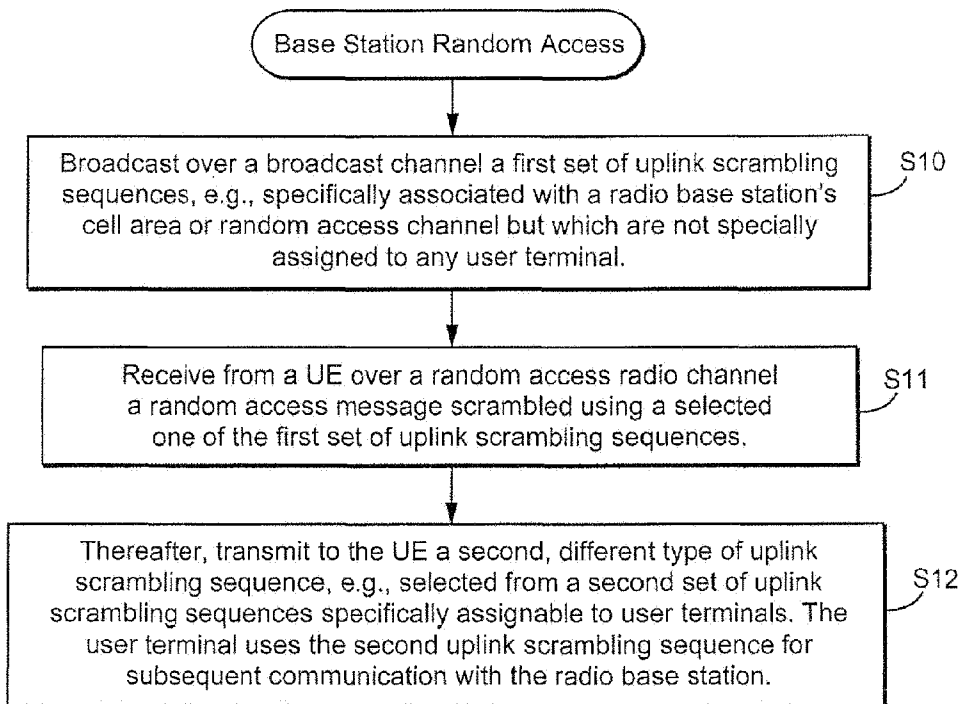 Base Station Random Access
Broadcast over a broadcast channel a first set of uplink scrambling
sequences, e.g., specifically associated with a radio base station's
cell area or random access channel but which are not specially
assigned to any user terminal.
S10
Receive from a UE over a random access radio channel
a random access message scrambled using a selected
one of the first set of uplink scrambling sequences.
S11
Thereafter, transmit to the UE a second, different type of uplink
scrambling sequence, e.g., selected from a second set of uplink
scrambling sequences specifically assignable to user terminals. The
user terminal uses the second uplink scrambling sequence for
subsequent communication with the radio base station.
S12